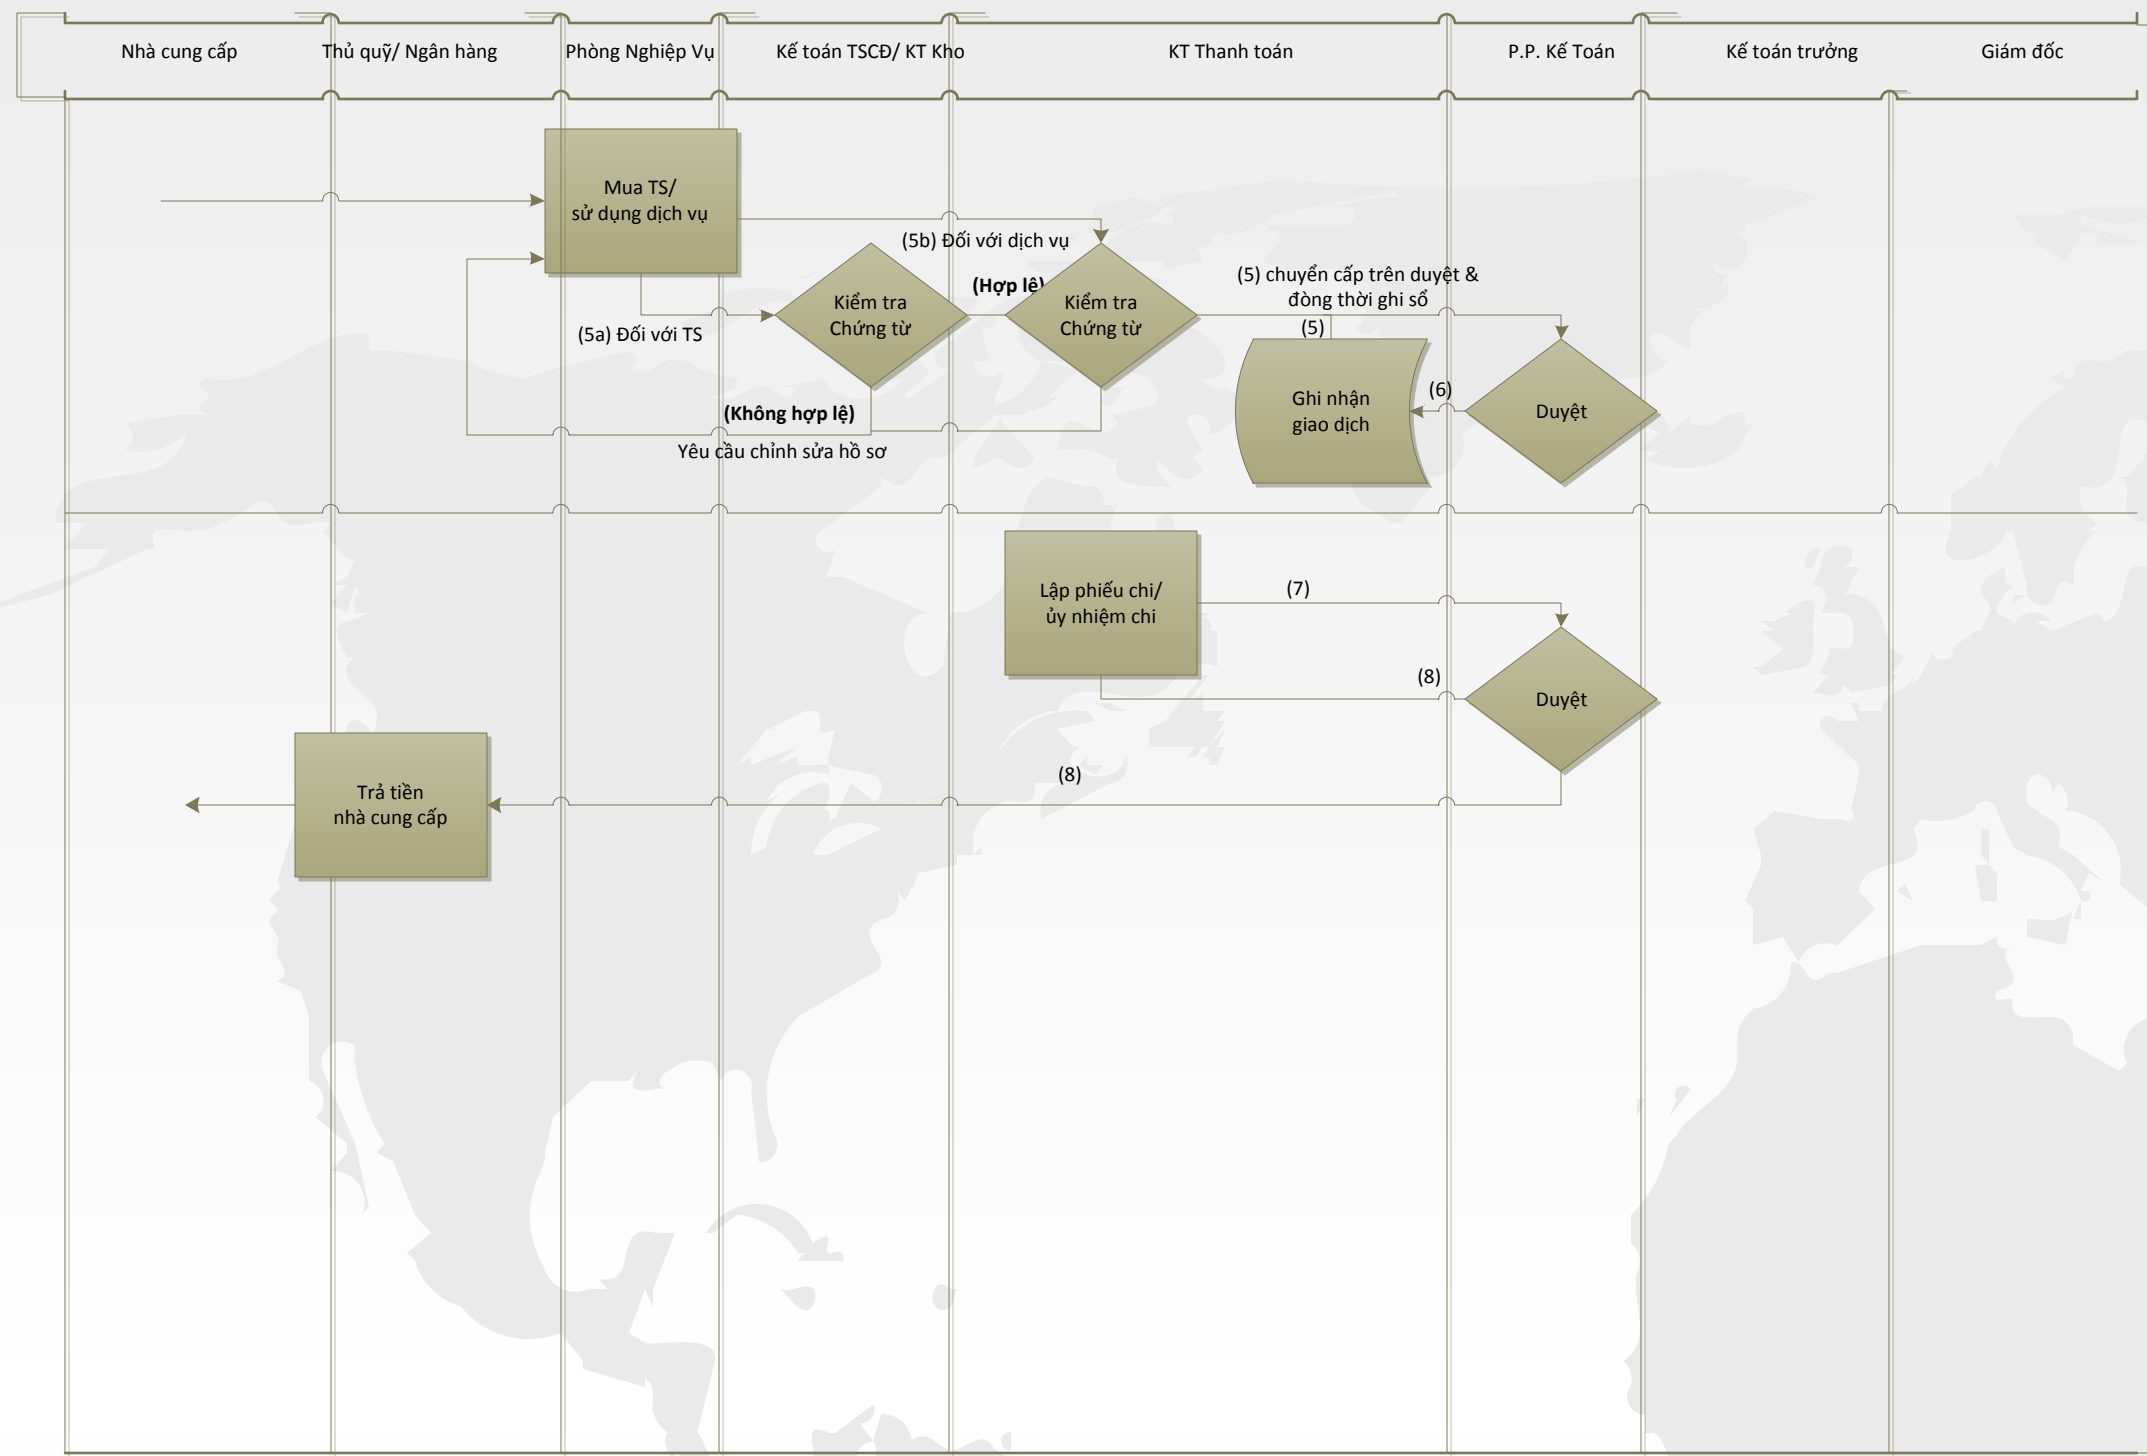 Nhà cung cấp
Thủ quỹ/ Ngân hàng
Phòng Nghiệp Vụ
Kế toán TSCĐ/ KT Kho
KT Thanh toán
P.P. Kế Toán
Kế toán trưởng
Giám đốc
Mua TS/
sử dụng dịch vụ
(5b) Đối với dịch vụ
(5a) Đối với TS
Kiểm tra
Chứng từ
(Hợp lệ)
Kiểm tra
Chứng từ
(5) chuyển cấp trên duyệt &
đòng thời ghi sổ
(5)
Ghi nhận
giao dịch
(6)
Duyệt
(Không hợp lệ)
Yêu cầu chỉnh sửa hồ sơ
Lập phiếu chi/
ủy nhiệm chi
(7)
(8)
Duyệt
(8)
Trả tiền
nhà cung cấp